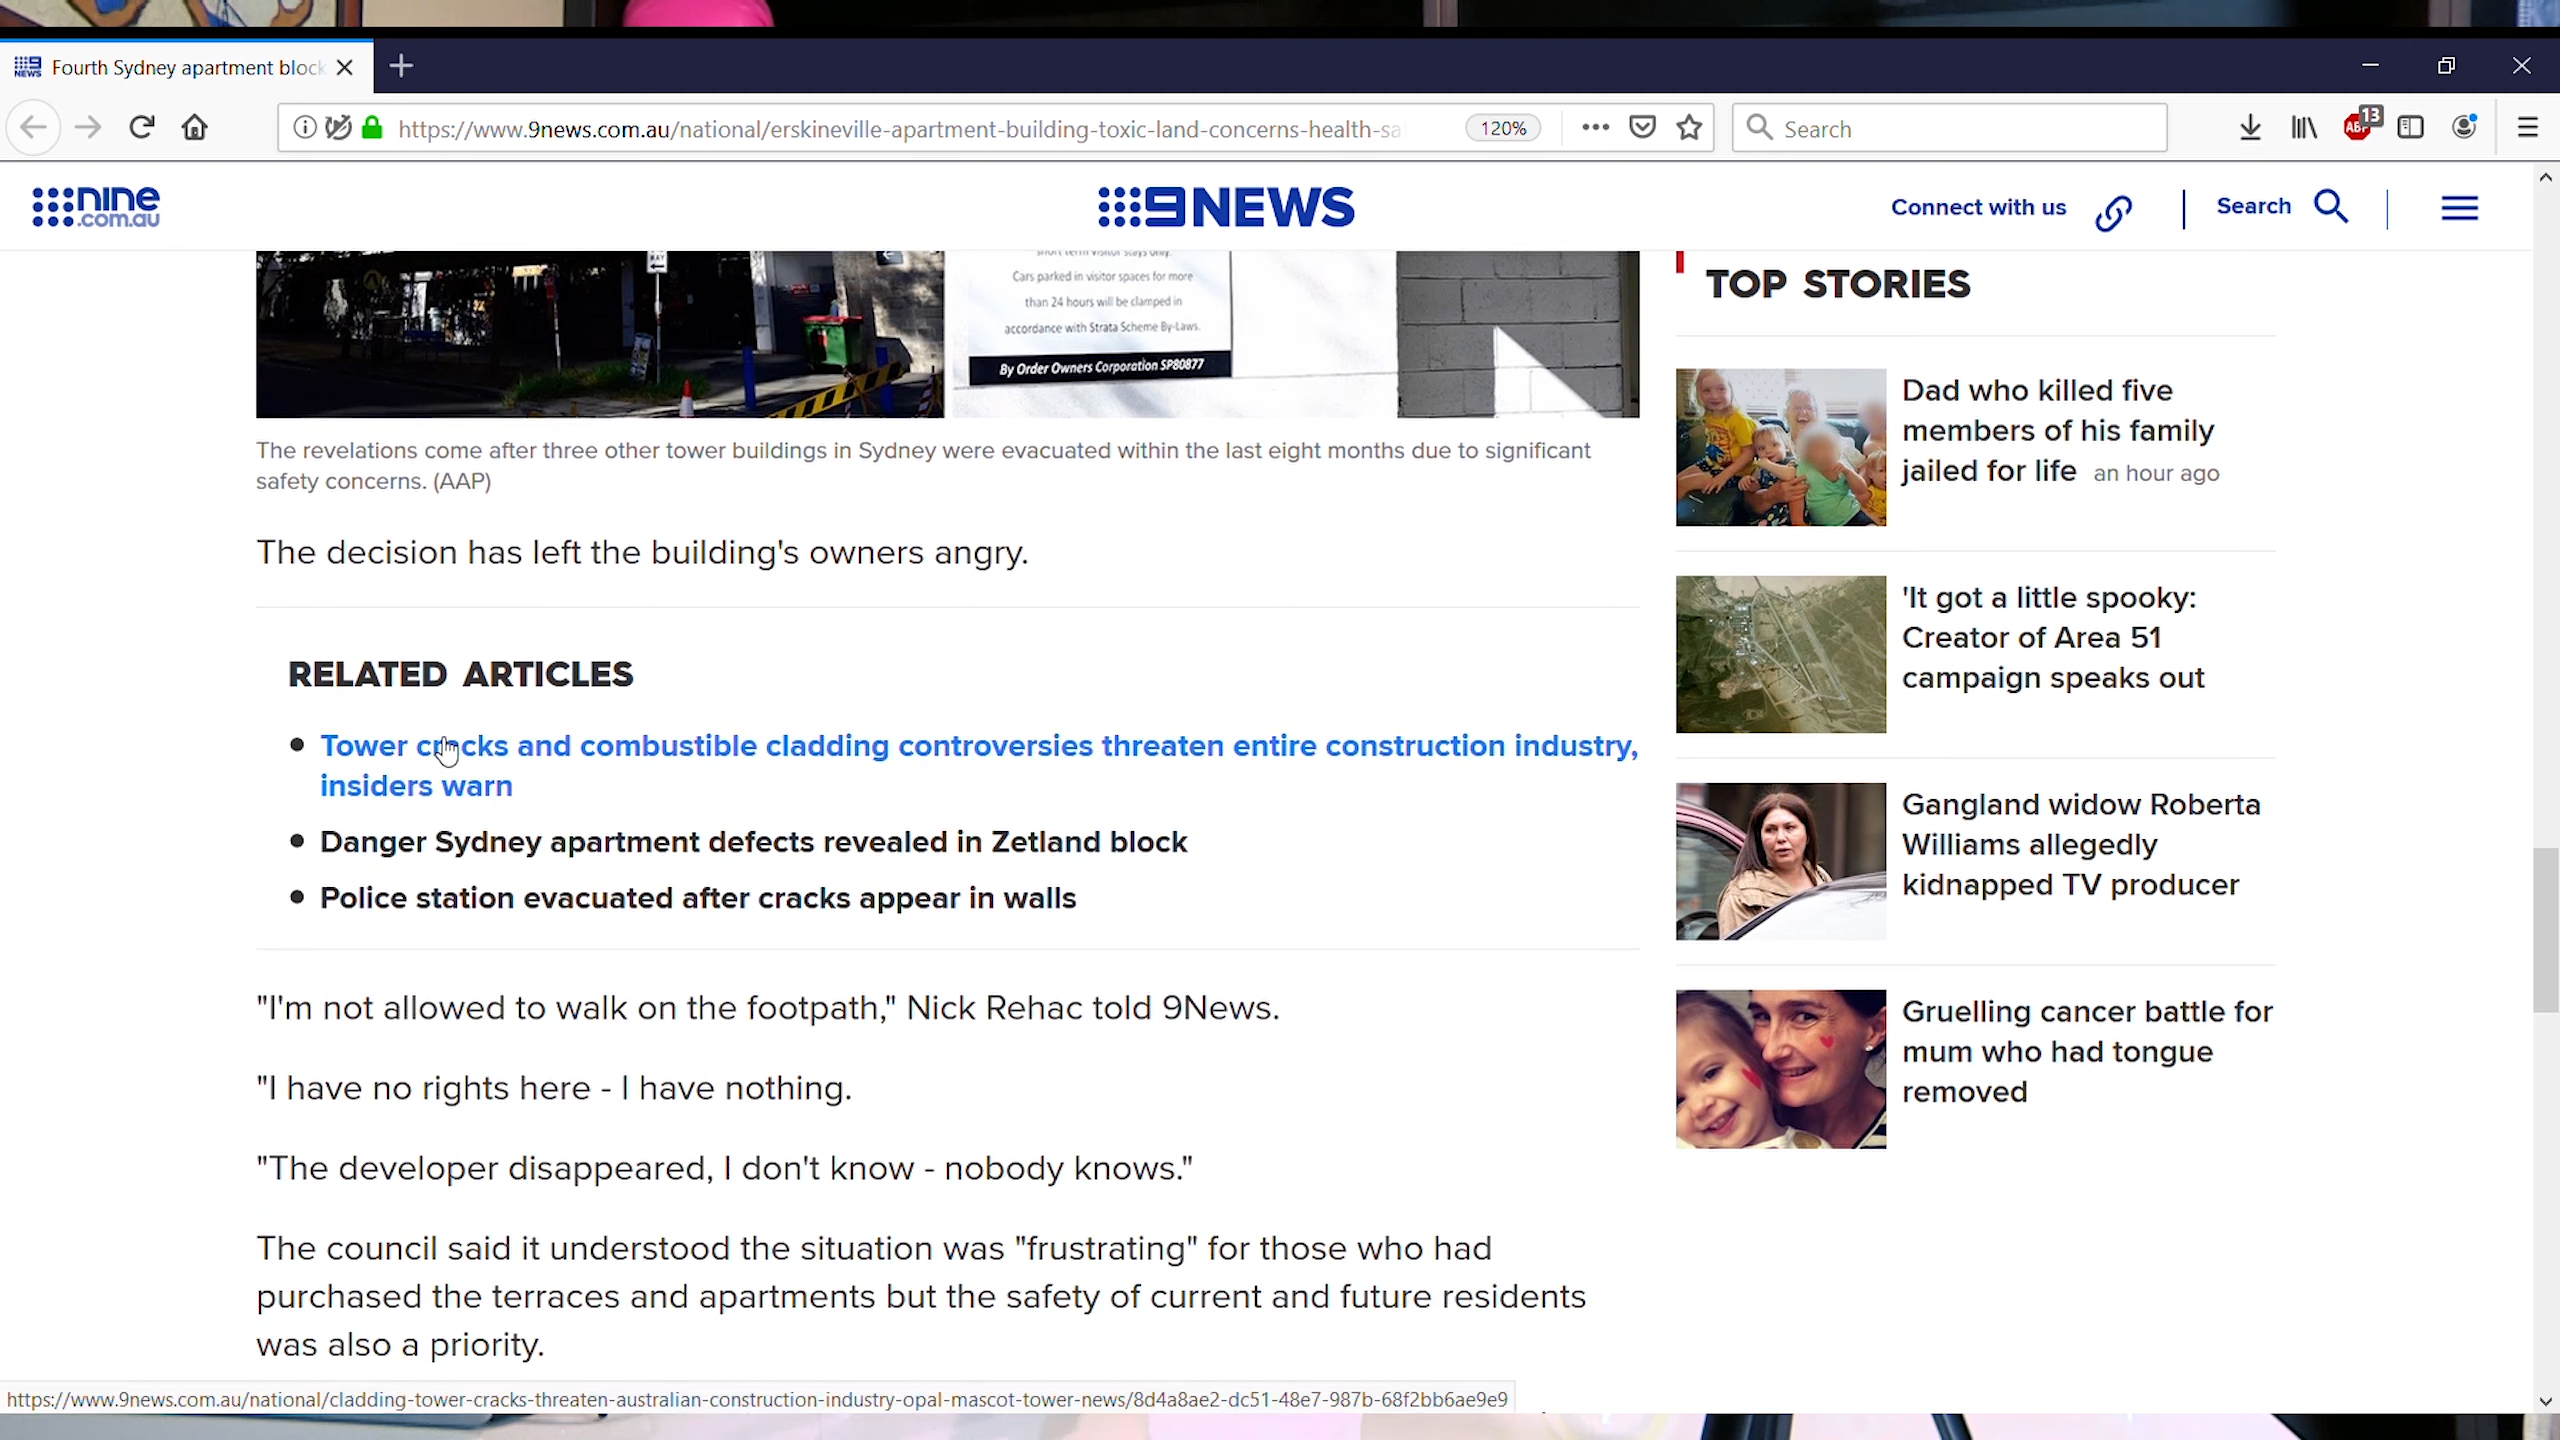 Fourth Sydney apartment block
https://www.9news.com.au/national/erskineville-apartment-building-toxic-land-concerns-health-sa
120%
Search
ABP
13
nine
.com.au
9NEWS
Connect with us
Search
BAY
Cars parked in visitor spaces for more
than 24 hours will be clamped in
accordance with Strata Scheme By-Laws.
By Order Owners Corporation SP80877
The revelations come after three other tower buildings in Sydney were evacuated within the last eight months due to significant
safety concerns. (AAP)
The decision has left the building's owners angry.
RELATED ARTICLES
Tower cracks and combustible cladding controversies threaten entire construction industry,
insiders warn
Danger Sydney apartment defects revealed in Zetland block
Police station evacuated after cracks appear in walls
"I'm not allowed to walk on the footpath," Nick Rehac told 9News.
"I have no rights here - I have nothing.
"The developer disappeared, I don't know - nobody knows."
The council said it understood the situation was "frustrating" for those who had
purchased the terraces and apartments but the safety of current and future residents
was also a priority.
TOP STORIES
Dad who killed five
members of his family
jailed for life an hour ago
'It got a little spooky:
Creator of Area 51
campaign speaks out
Gangland widow Roberta
Williams allegedly
kidnapped TV producer
Gruelling cancer battle for
mum who had tongue
removed
https://www.9news.com.au/national/cladding-tower-cracks-threaten-australian-construction-industry-opal-mascot-tower-news/8d4a8ae2-dc51-48e7-987b-68f2bb6ae9e9